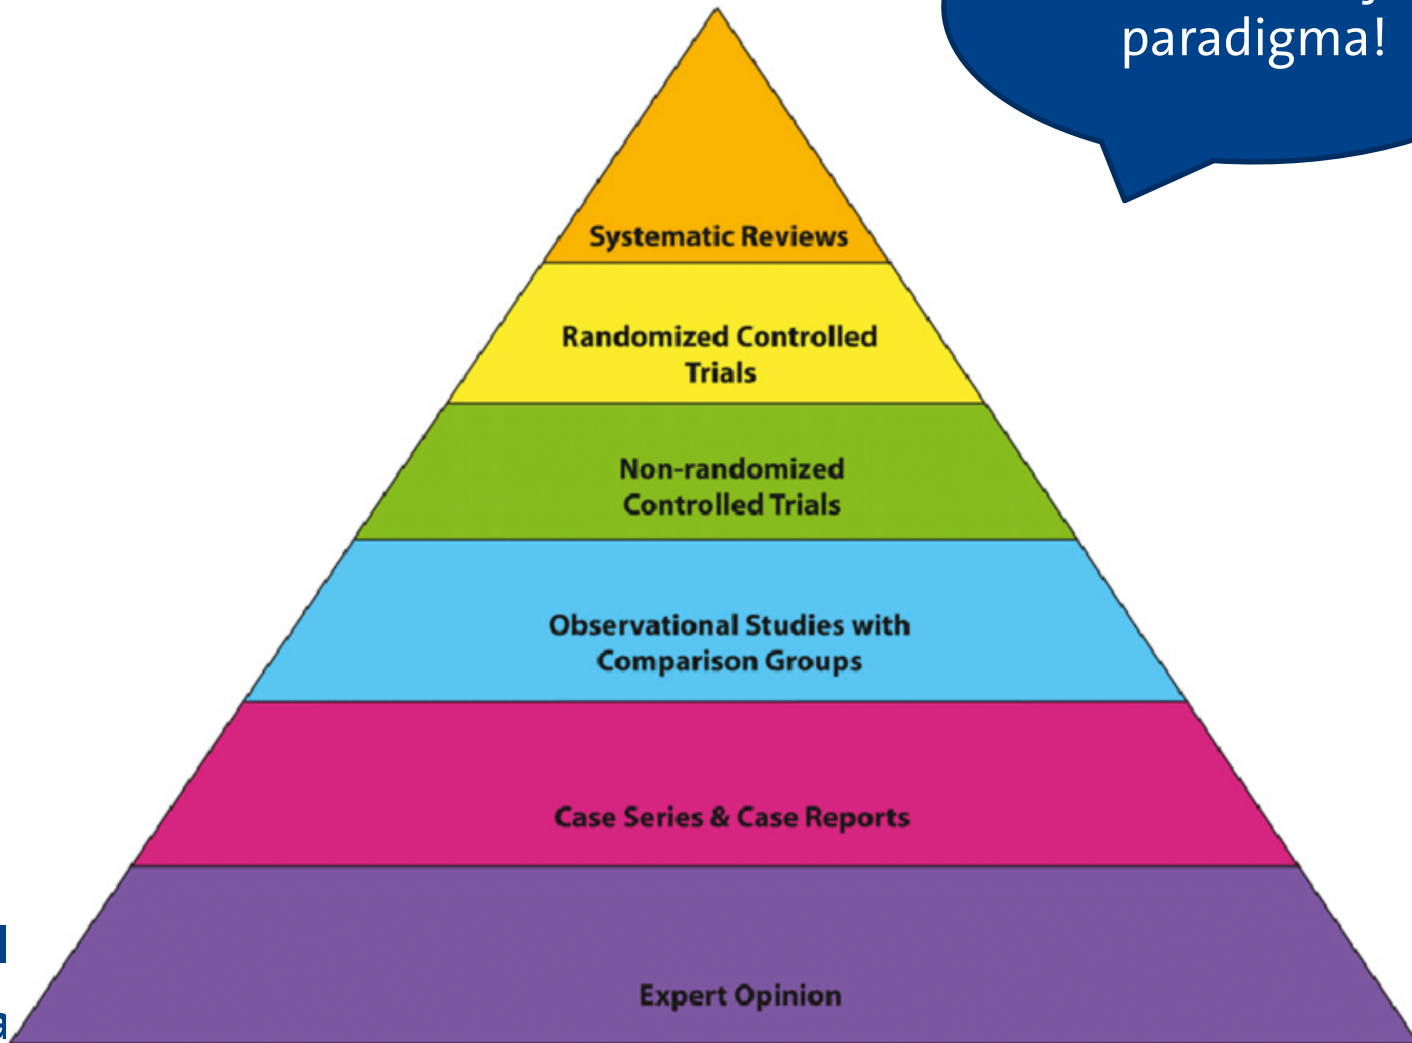 paradigma!
Systematic Reviews
Randomized Controlled
Trials
Non-randomized
Controlled Trials
Observational Studies with
Comparison Groups
Case Series & Case Reports
Expert Opinion